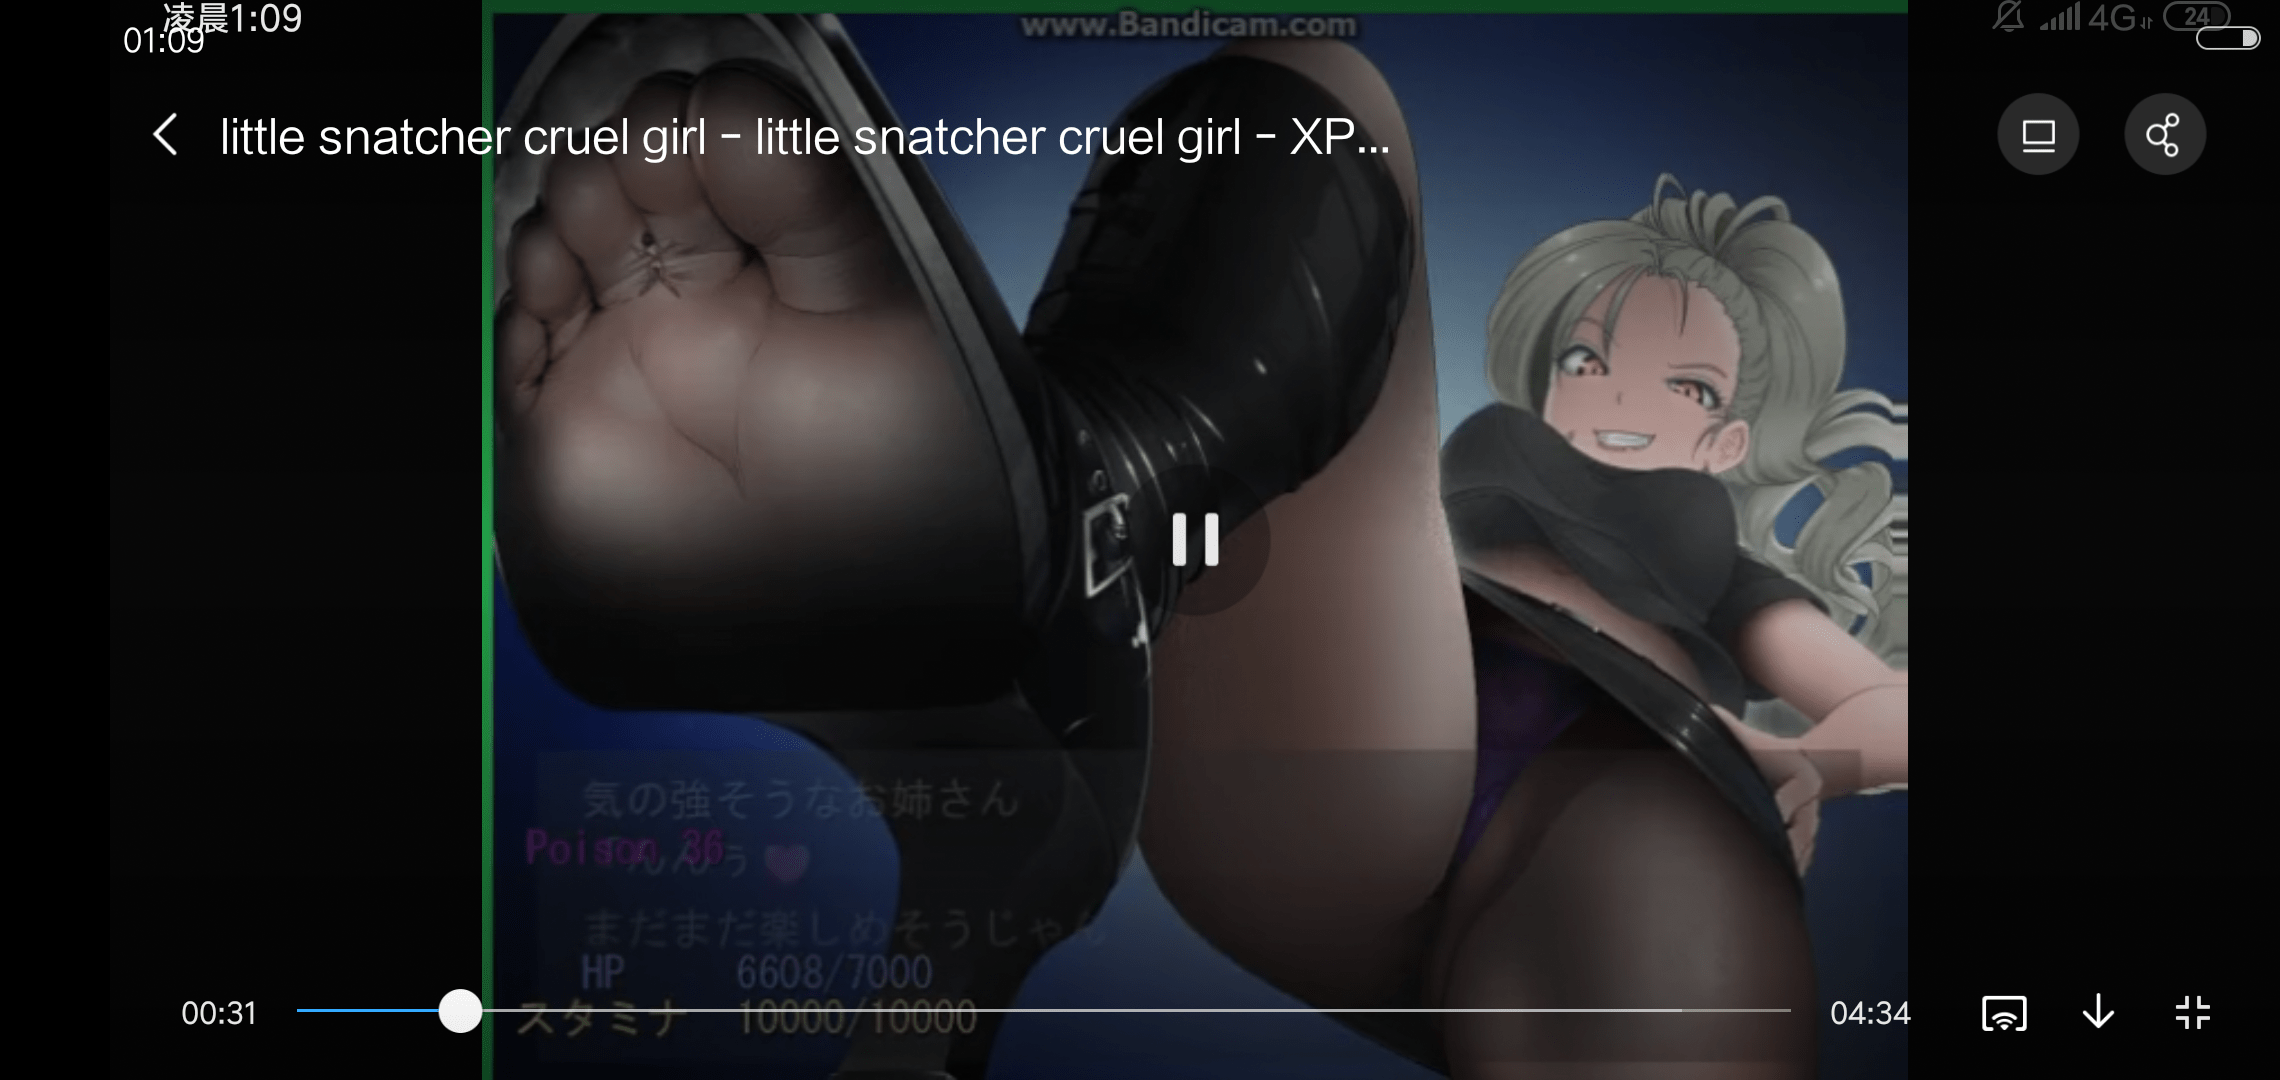 凌晨1:09
01:09
www.Bandicam.com
4G
24
little snatcher cruel girl - little snatcher cruel girl - XP...
気の強そうなお姉さん
Poison 36
まだまだ楽しめそうじゃん
HP 6608/7000
スタミナ 10000/10000
00:31
04:34